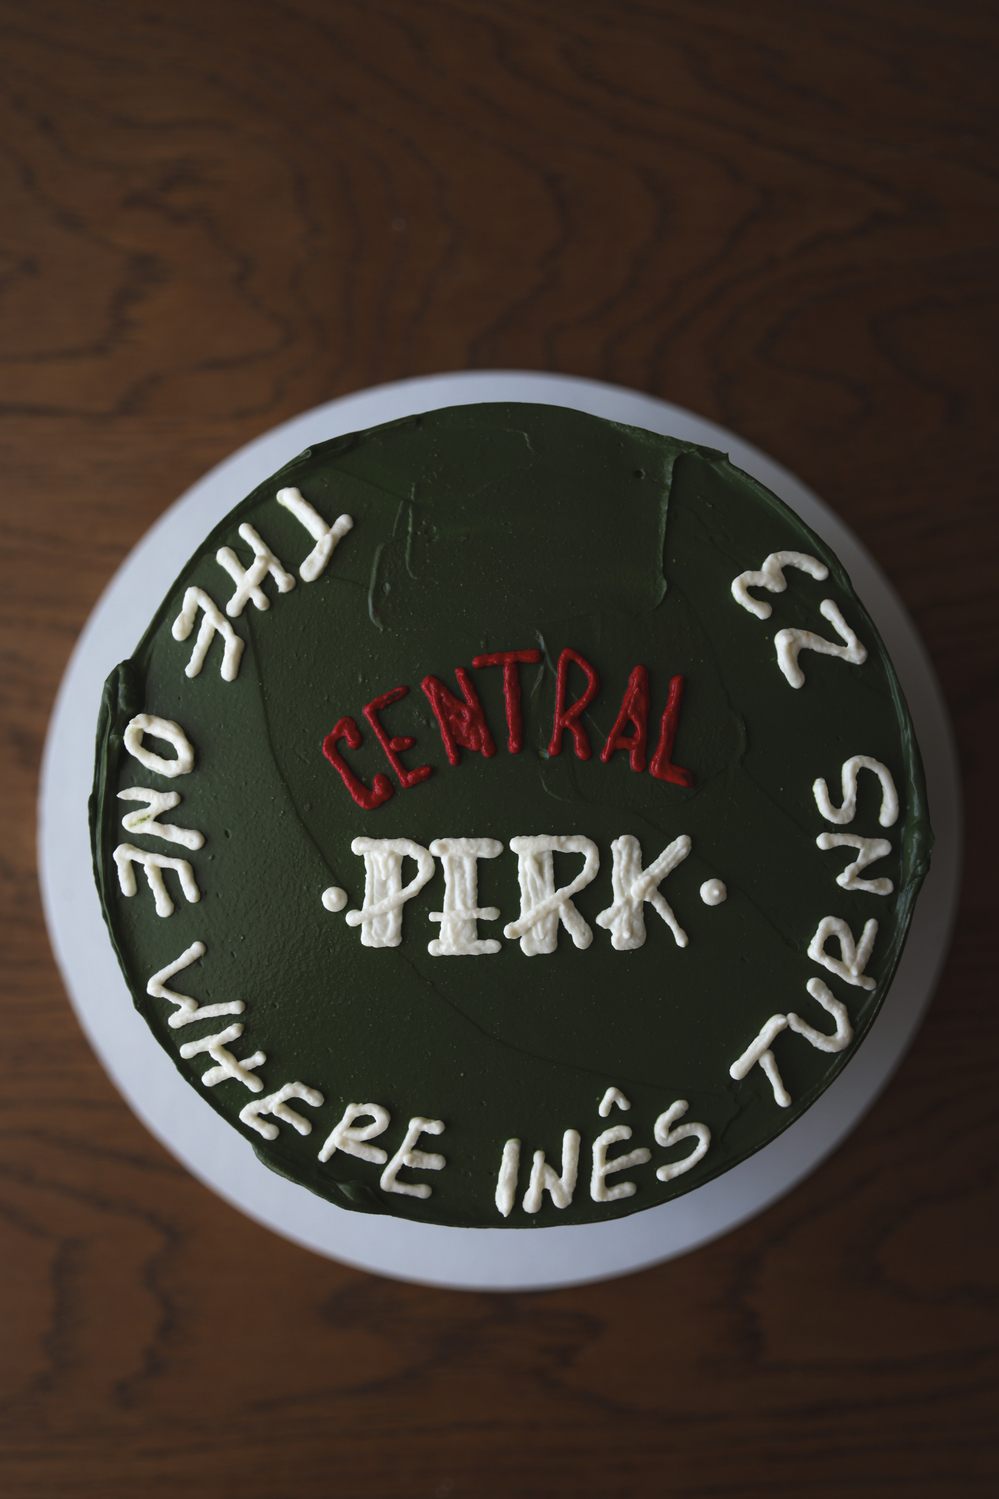 CENTRAL
·PERK·
THE ONE WHERE INÊS TURNS 23